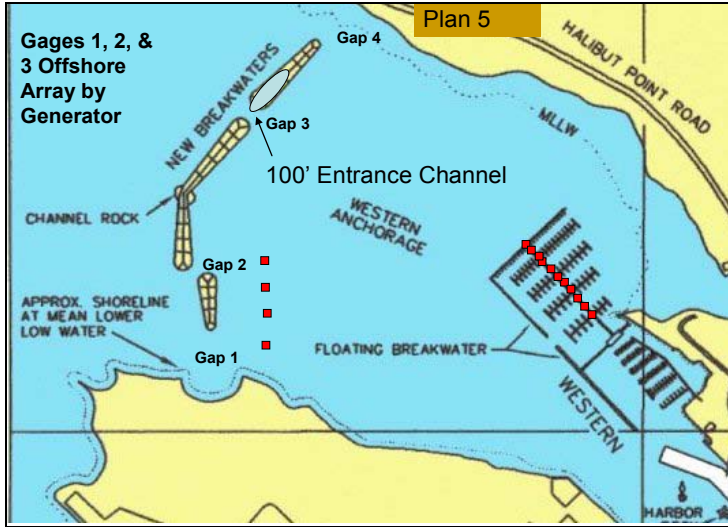 Plan 5
Gages 1, 2, &
3 Offshore
Array by
Generator
Gap 4
HALIBUT POINT ROAD
NEW BREAKWATERS
Gap 3
MLLW
100' Entrance Channel
CHANNEL ROCK
WESTERN
ANCHORAGE
Gap 2
APPROX. SHORELINE
AT MEAN LOWER
LOW WATER
Gap 1
FLOATING BREAKWATER
WESTERN
HARBOR